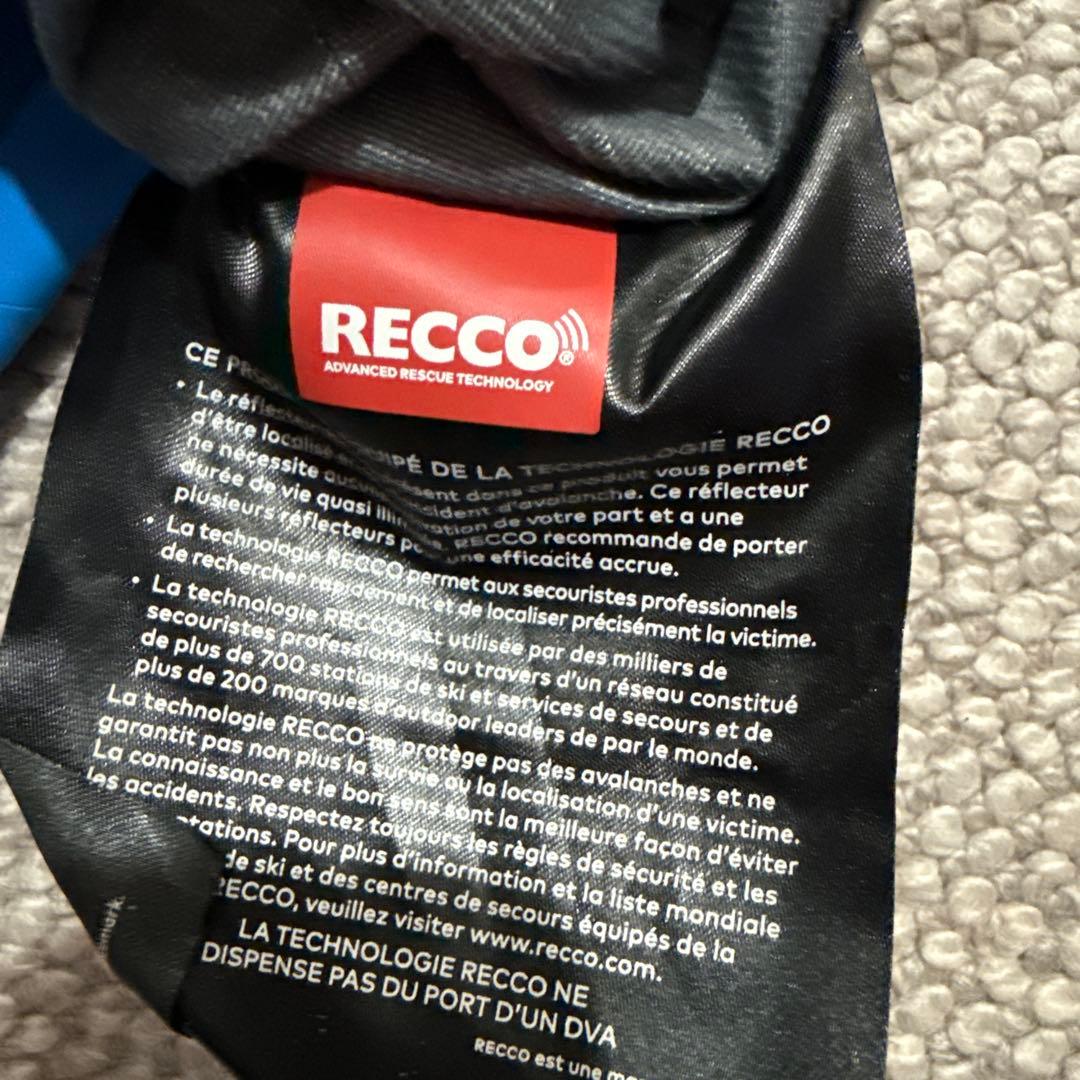 RECCO®
ADVANCED RESCUE TECHNOLOGY
CE DE LA TECHNOLOGIE RECCO
• Le dans ce produit vous permet
d'être d'avalanche. Ce réflecteur
ne nécessite de votre part et a une
durée de vie quasi RECCO recommande de porter
plusieurs réflecteurs une efficacité accrue.
• La technologie RECCO permet aux secouristes professionnels
de rechercher rapidement et de localiser précisément la victime.
• La technologie RECCO est utilisée par des milliers de
secouristes professionnels au travers d'un réseau constitué
de plus de 700 stations de ski et services de secours et de
plus de 200 marques d'outdoor leaders de par le monde.
La technologie RECCO ne protège pas des avalanches et ne
garantit pas non plus la survie ou la localisation d'une victime.
La connaissance et le bon sens sont la meilleure façon d'éviter
les accidents. Respectez toujours les règles de sécurité et les
Pour plus d'information et la liste mondiale
de ski et des centres de secours équipés de la
RECCO, veuillez visiter www.recco.com.
LA TECHNOLOGIE RECCO NE
DISPENSE PAS DU PORT D'UN DVA
RECCO est une